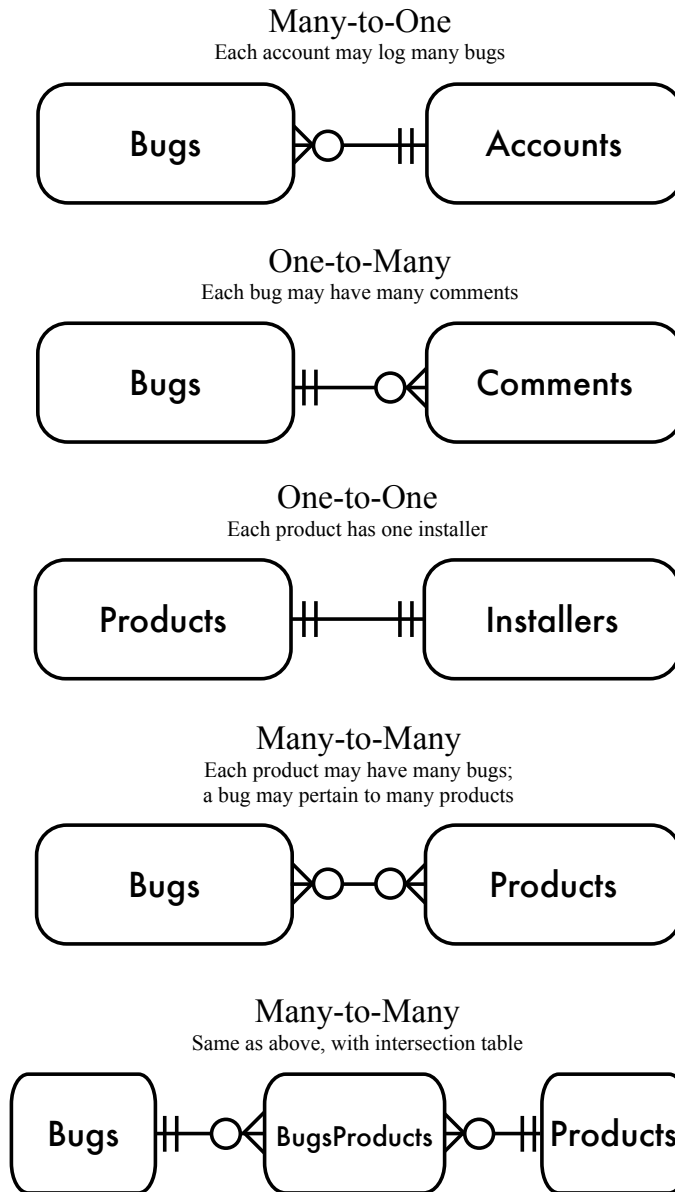 Many-to-One
Each account may log many bugs
Bugs Accounts
One-to-Many
Each bug may have many comments
Bugs Comments
One-to-One
Each product has one installer
Products Installers
Many-to-Many
Each product may have many bugs;
a bug may pertain to many products
Bugs Products
Many-to-Many
Same as above, with intersection table
Bugs BugsProducts Products